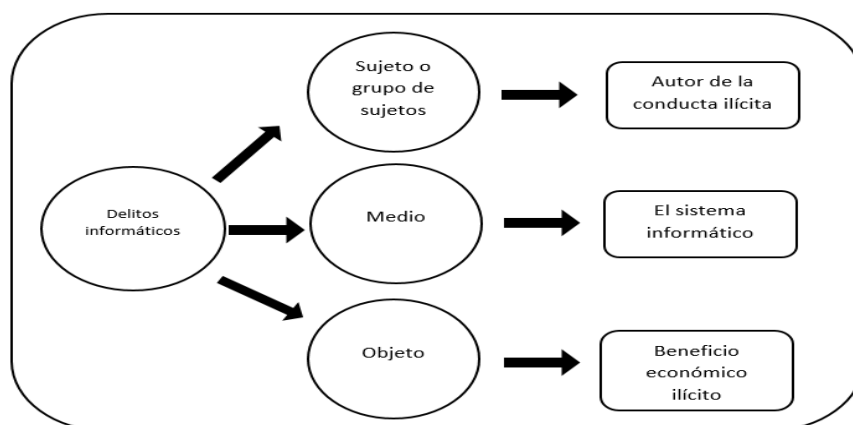 Delitos
informáticos
Sujeto o
grupo de
sujetos
Autor de la
conducta ilícita
Medio
El sistema
informático
Objeto
Beneficio
económico
ilícito